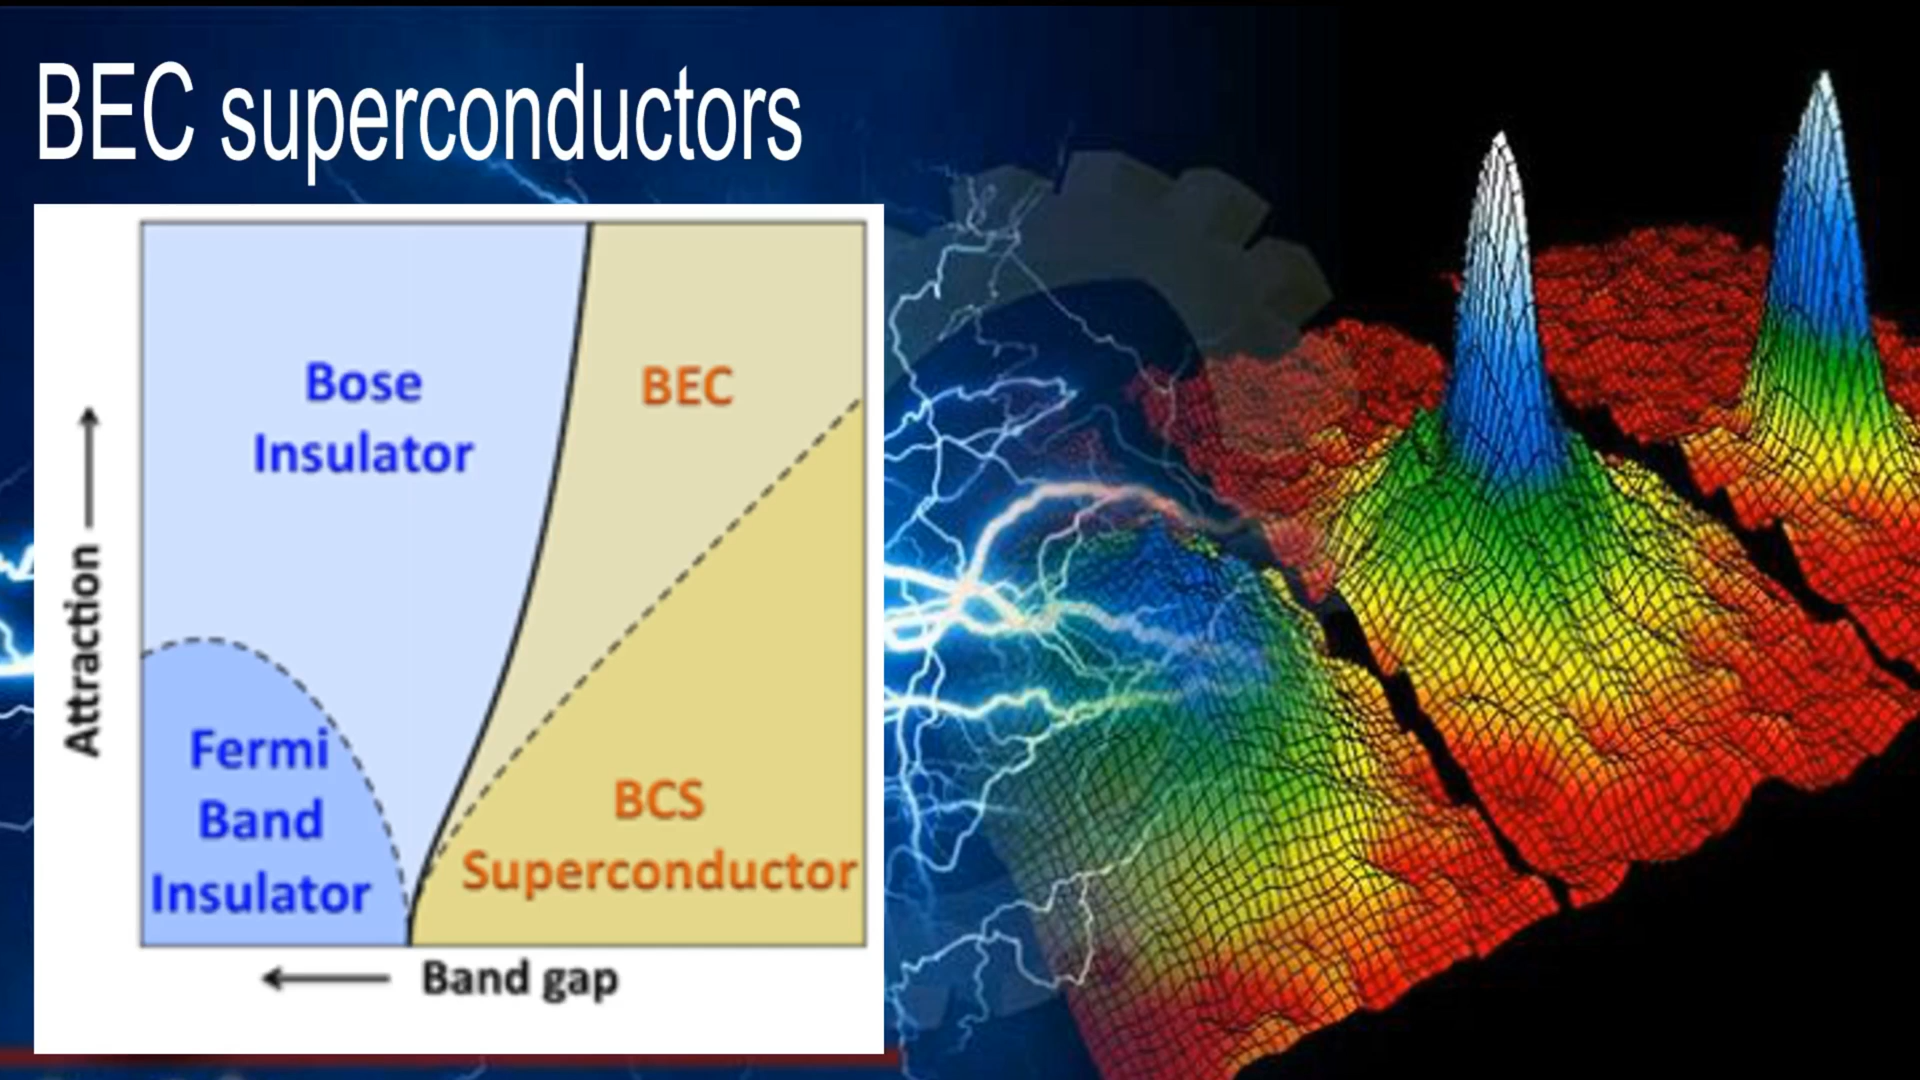 BEC superconductors
Bose
Insulator
BEC
Attraction
Fermi
Band
Insulator
BCS
Superconductor
Band gap